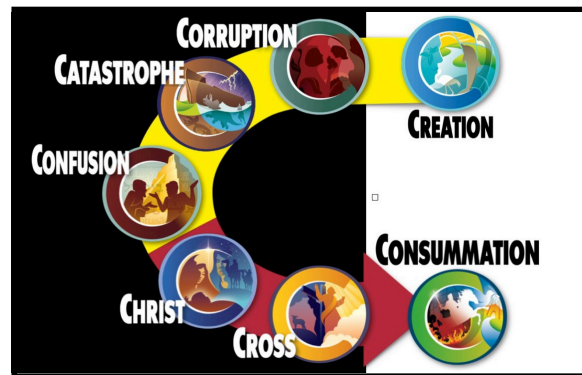 CREATION
CORRUPTION
CATASTROPHE
CONFUSION
CHRIST
CROSS
CONSUMMATION